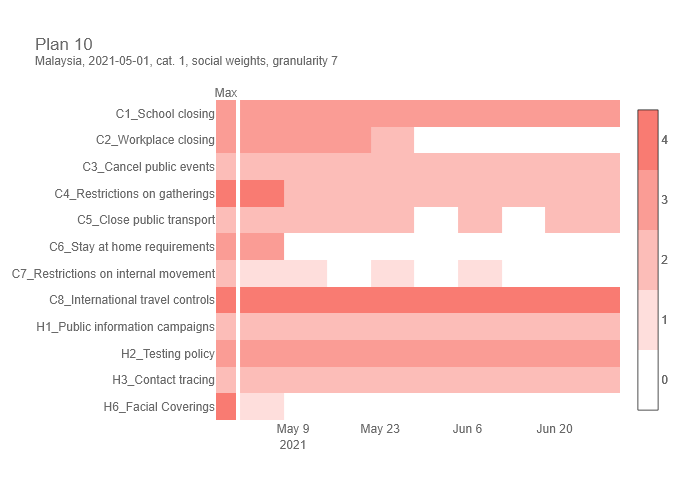 Plan 10
Malaysia, 2021-05-01, cat. 1, social weights, granularity 7
Max
C1_School closing
C2_Workplace closing
C3_Cancel public events
C4_Restrictions on gatherings
C5_Close public transport
C6_Stay at home requirements
C7_Restrictions on internal movement
C8_International travel controls
H1_Public information campaigns
H2_Testing policy
H3_Contact tracing
H6_Facial Coverings
May 9
2021
May 23
Jun 6
Jun 20
4
3
2
1
0